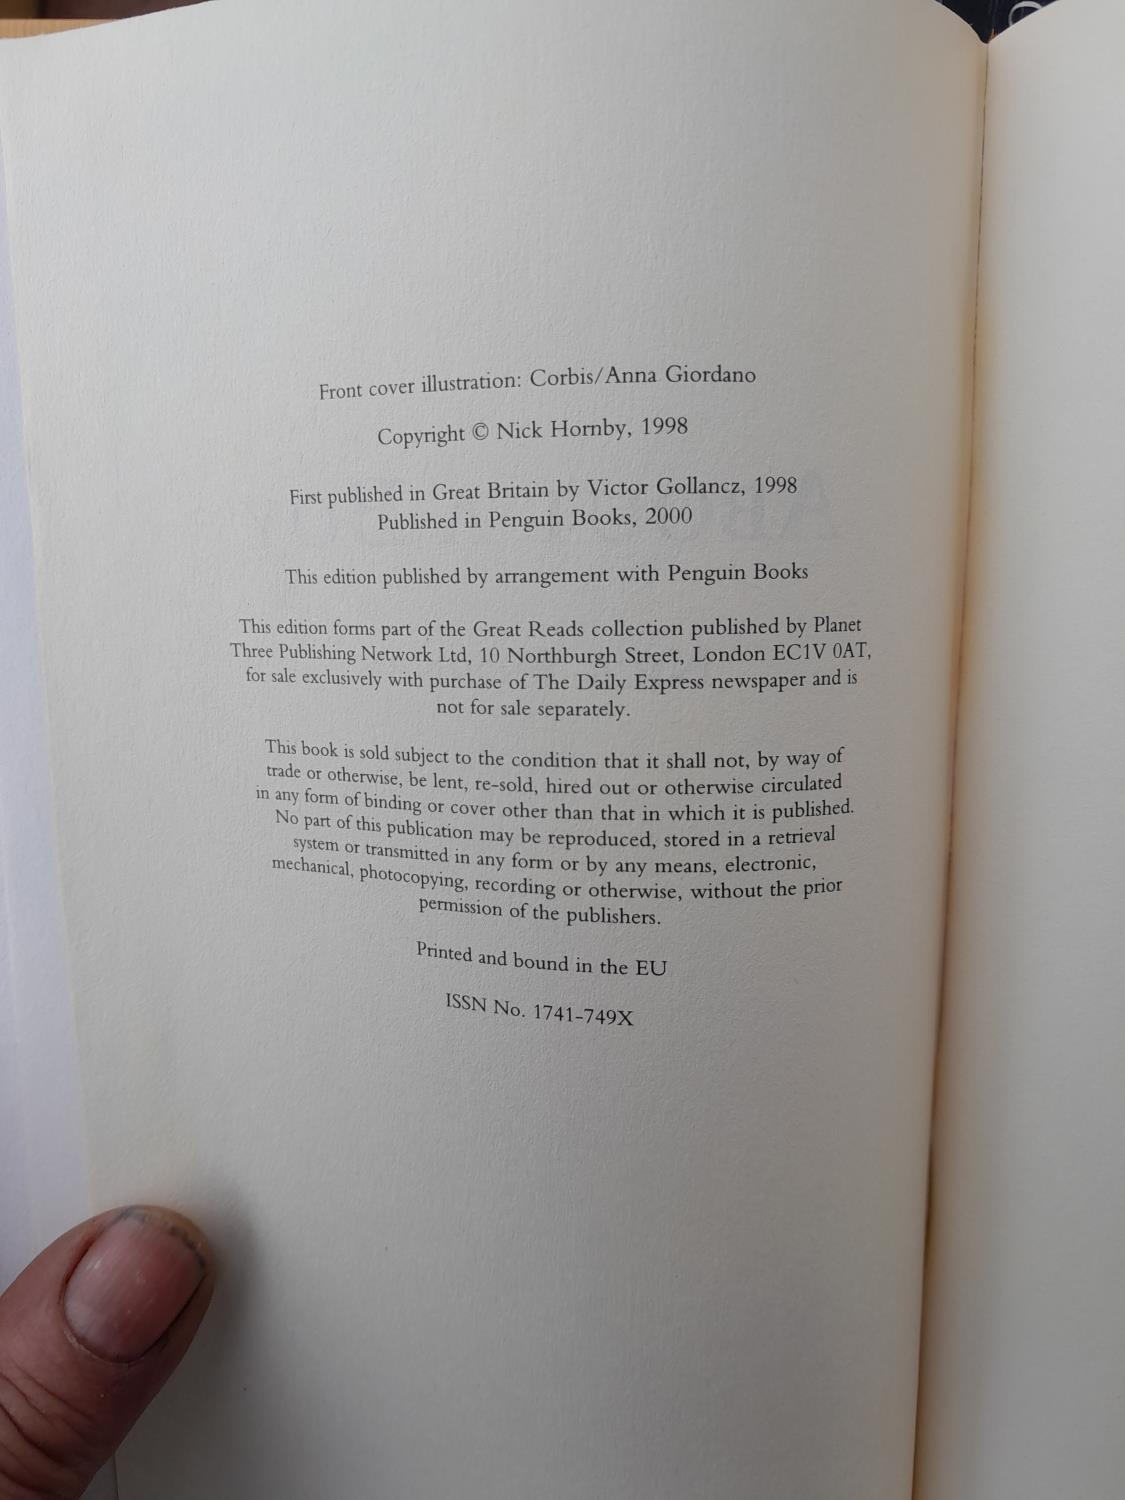 Front cover illustration: Corbis/Anna Giordano
Copyright © Nick Hornby, 1998
First published in Great Britain by Victor Gollancz, 1998
Published in Penguin Books, 2000
This edition published by arrangement with Penguin Books
This edition forms part of the Great Reads collection published by Planet
Three Publishing Network Ltd, 10 Northburgh Street, London EC1V 0AT,
for sale exclusively with purchase of The Daily Express newspaper and is
not for sale separately.
This book is sold subject to the condition that it shall not, by way of
trade or otherwise, be lent, re-sold, hired out or otherwise circulated
in any form of binding or cover other than that in which it is published.
No part of this publication may be reproduced, stored in a retrieval
system or transmitted in any form or by any means, electronic,
mechanical, photocopying, recording or otherwise, without the prior
permission of the publishers.
Printed and bound in the EU
ISSN No. 1741-749X